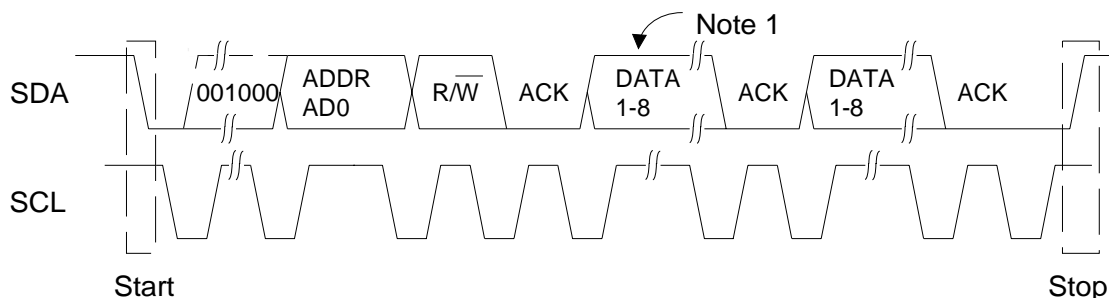 Note 1
SDA
001000
ADDR
AD0
R/W
ACK
DATA
1-8
ACK
DATA
1-8
ACK
SCL
Start
Stop